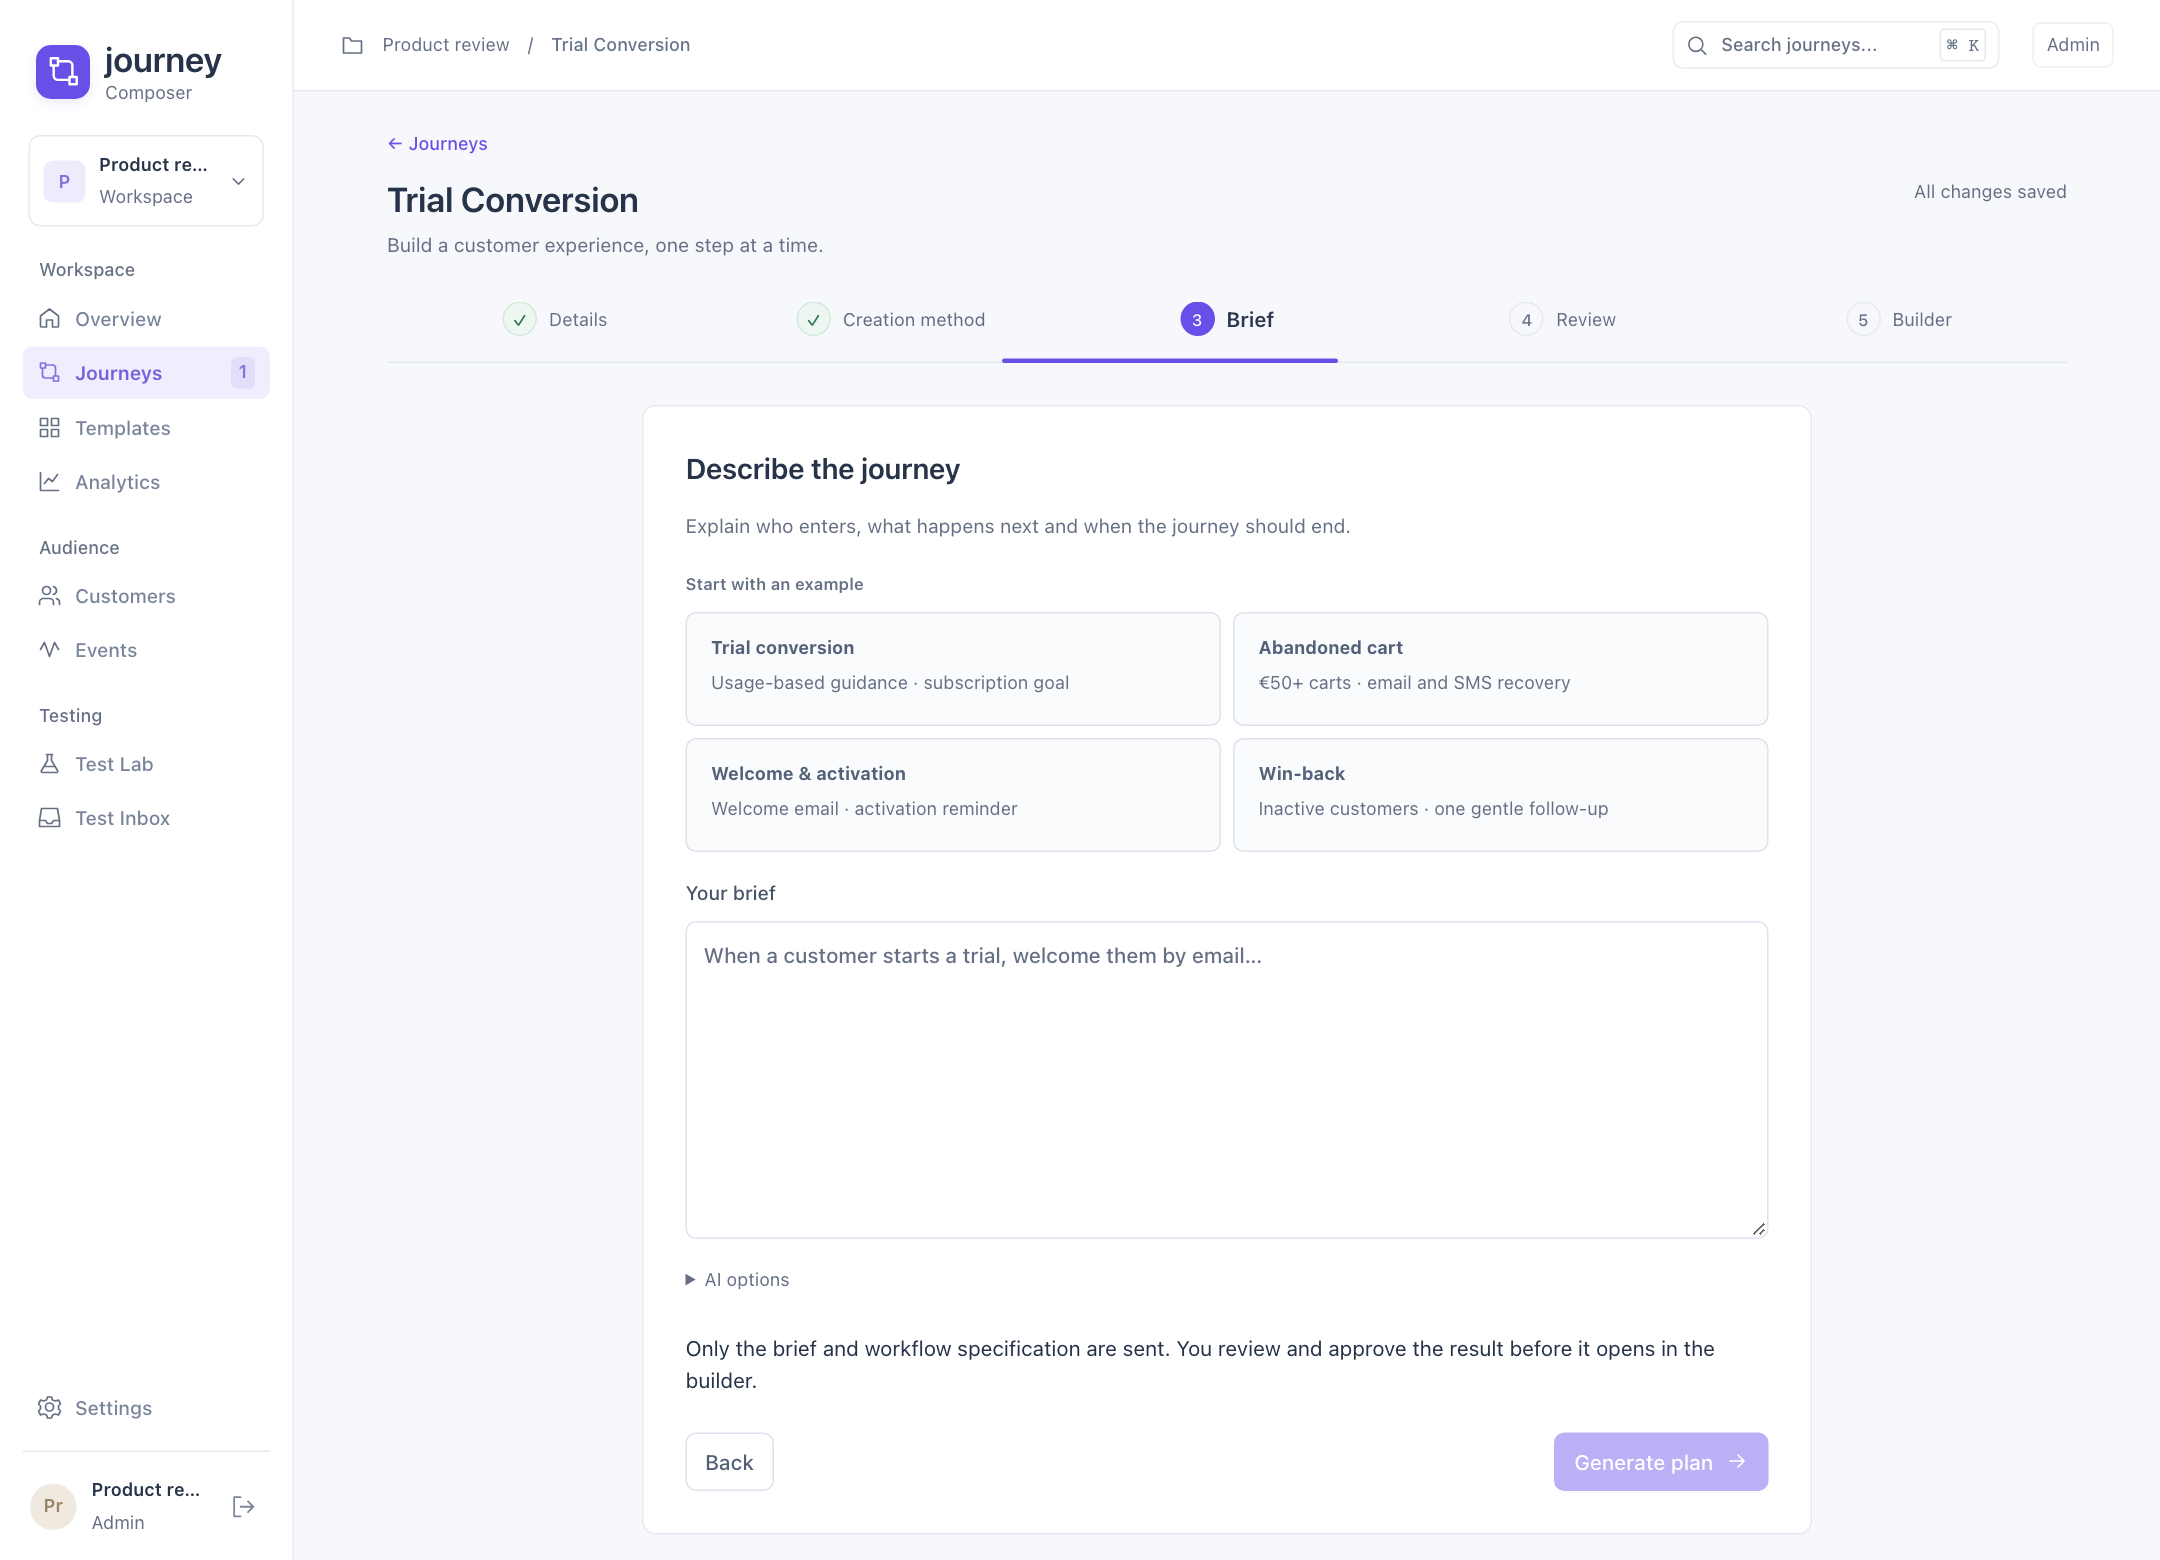 journey
Composer
P
Product re...
Workspace
Workspace
Overview
Journeys 1
Templates
Analytics
Audience
Customers
Events
Testing
Test Lab
Test Inbox
Settings
Pr
Product re...
Admin
Product review / Trial Conversion
Search journeys... ⌘ K
Admin
← Journeys
Trial Conversion
All changes saved
Build a customer experience, one step at a time.
✓ Details
✓ Creation method
3 Brief
4 Review
5 Builder
Describe the journey
Explain who enters, what happens next and when the journey should end.
Start with an example
Trial conversion
Usage-based guidance · subscription goal
Abandoned cart
€50+ carts · email and SMS recovery
Welcome & activation
Welcome email · activation reminder
Win-back
Inactive customers · one gentle follow-up
Your brief
When a customer starts a trial, welcome them by email...
▶ AI options
Only the brief and workflow specification are sent. You review and approve the result before it opens in the
builder.
Back
Generate plan →